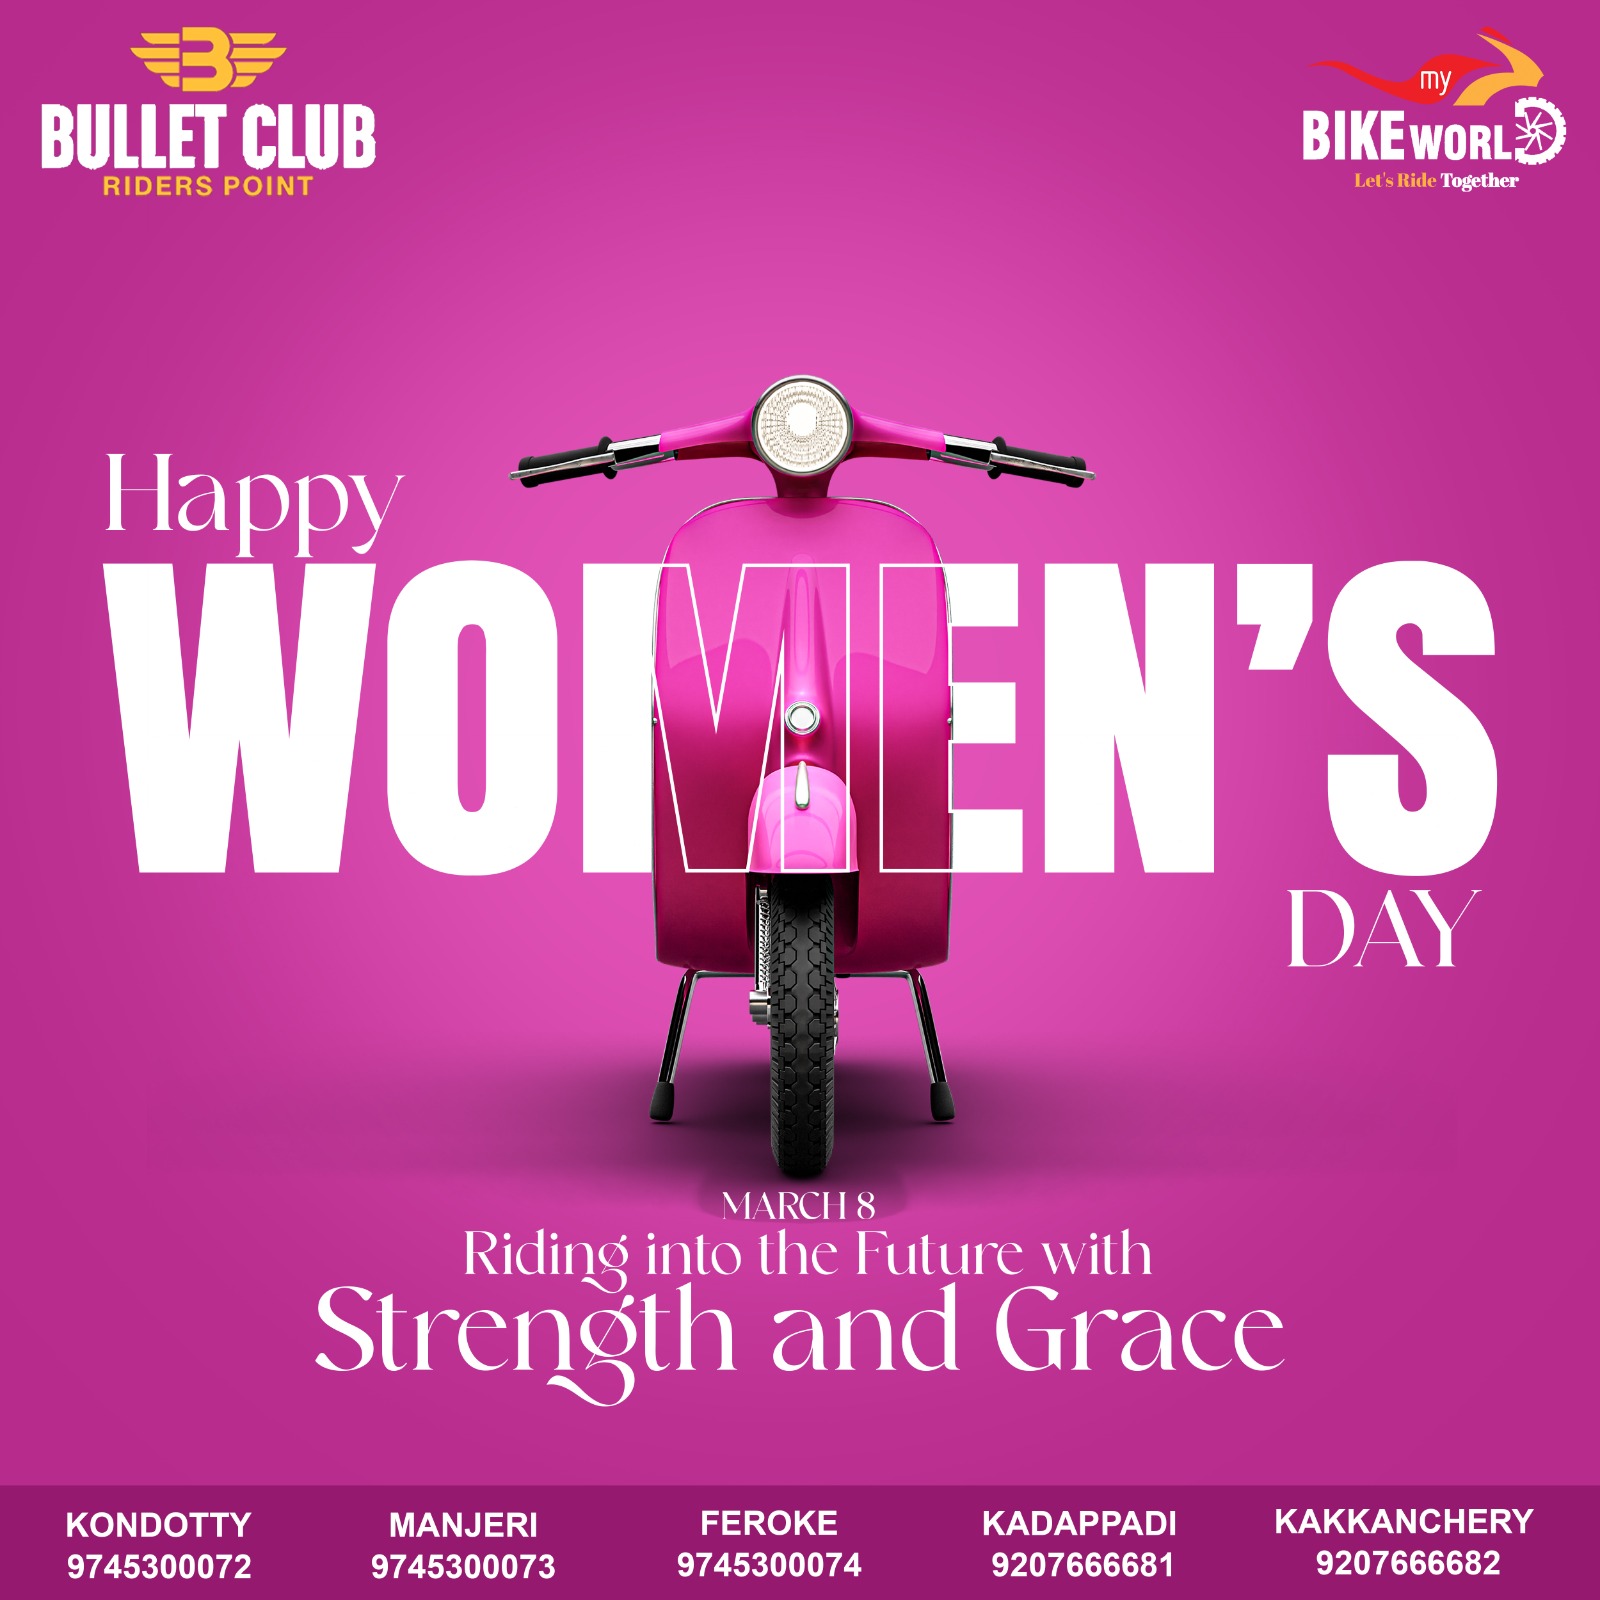 BULLET CLUB
RIDERS POINT
my
BIKE WORLD
Let's Ride Together
Happy
WOMEN'S
DAY
MARCH 8
Riding into the Future with
Strength and Grace
KONDOTTY
9745300072
MANJERI
9745300073
FEROKE
9745300074
KADAPPADI
9207666681
KAKKANCHERY
9207666682